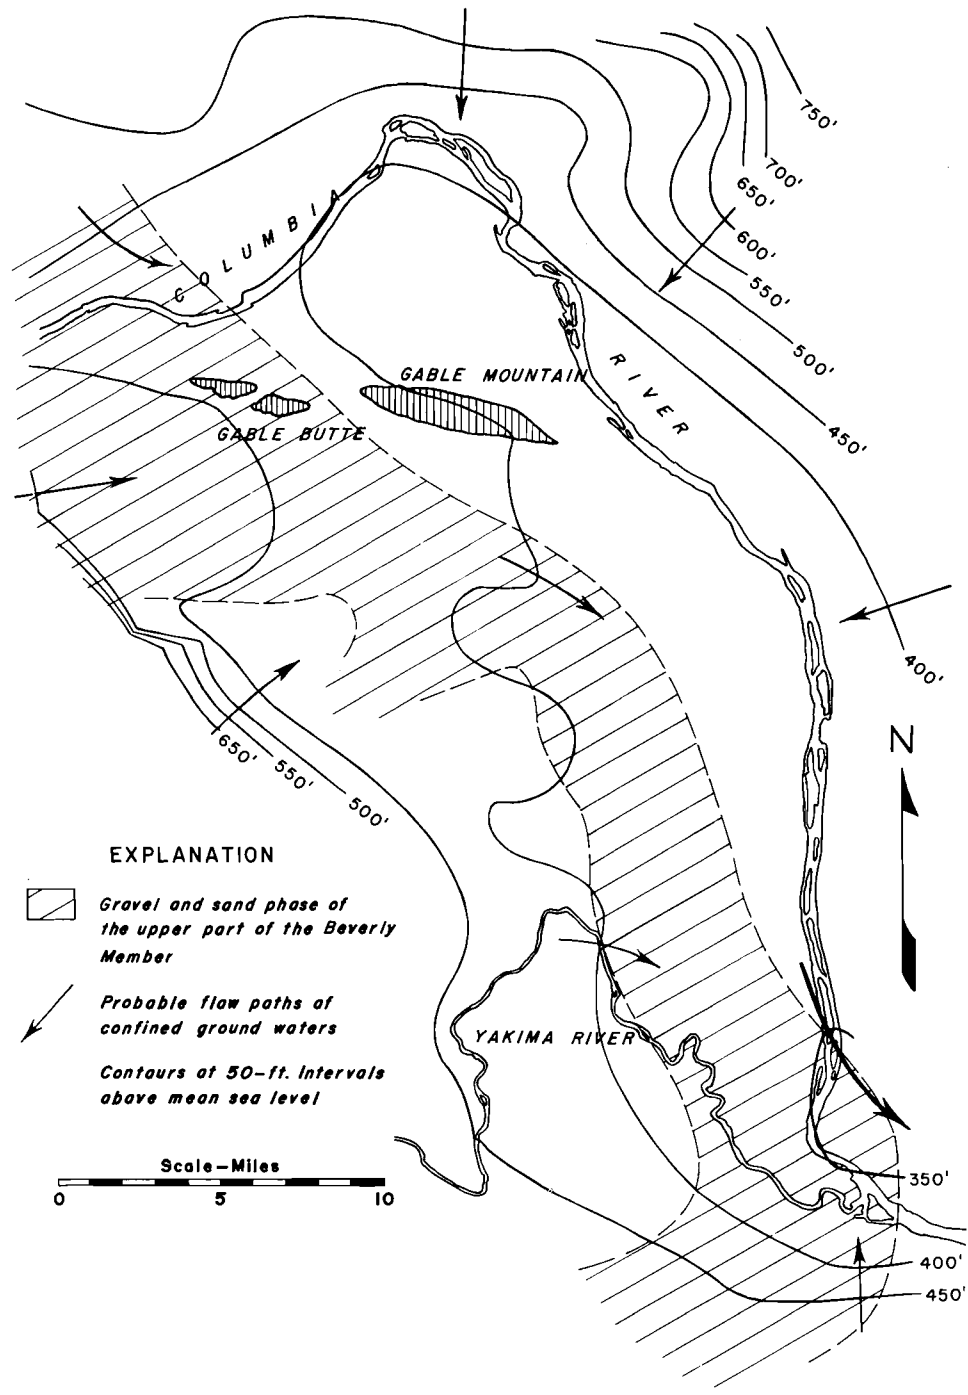 750'
700'
650'
600'
550'
500'
450'
400'
COLUMBIA
RIVER
GABLE MOUNTAIN
GABLE BUTTE
650'
550'
500'
N
EXPLANATION
Gravel and sand phase of
the upper part of the Beverly
Member
Probable flow paths of
confined ground waters
Contours at 50-ft. intervals
above mean sea level
Scale-Miles
0 5 10
YAKIMA RIVER
350'
400'
450'